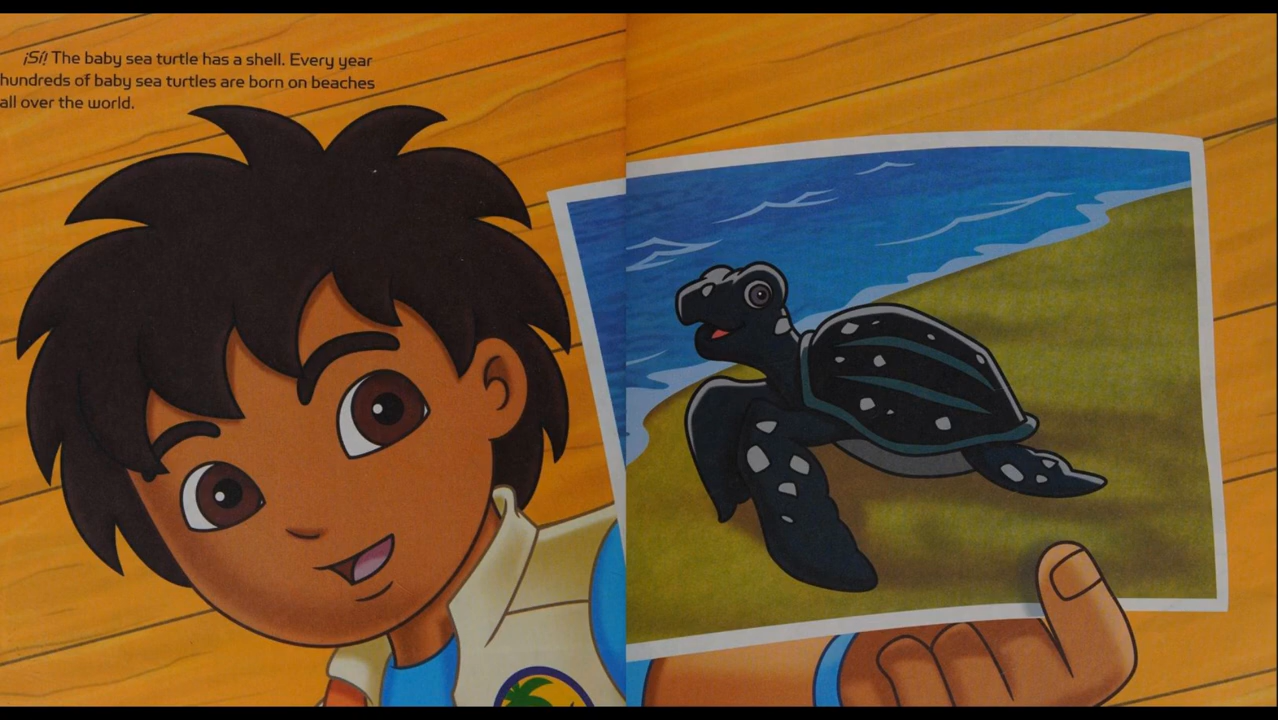 ¡Sí! The baby sea turtle has a shell. Every year
hundreds of baby sea turtles are born on beaches
all over the world.